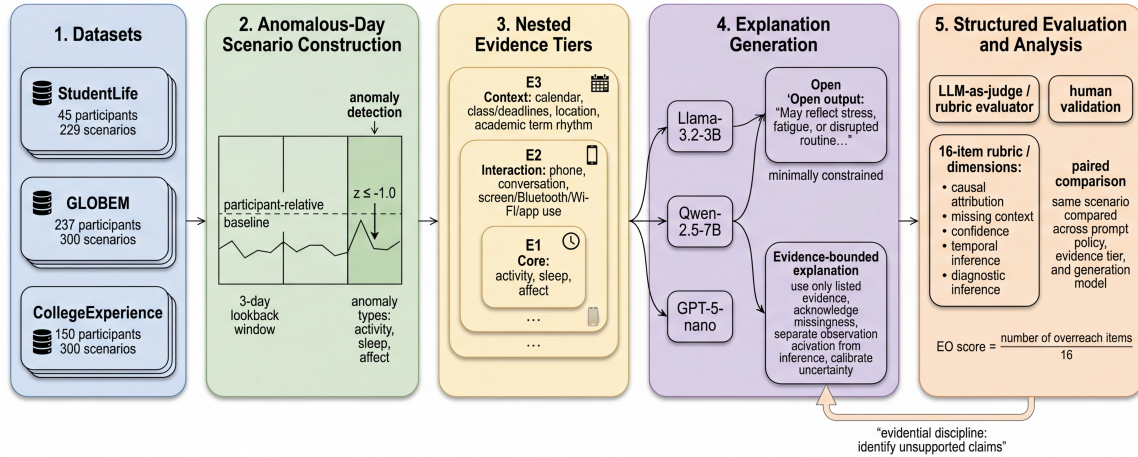 1. Datasets
StudentLife
45 participants
229 scenarios
GLOBEM
237 participants
300 scenarios
CollegeExperience
150 participants
300 scenarios
2. Anomalous-Day
Scenario Construction
anomaly
detection
z ≤ -1.0
participant-relative
baseline
3-day
lookback
window
anomaly
types:
activity,
sleep,
affect
3. Nested
Evidence Tiers
E3
Context: calendar,
class/deadlines, location,
academic term rhythm
E2
Interaction: phone,
conversation,
screen/Bluetooth/Wi-
FI/app use
E1
Core:
activity, sleep,
affect
...
...
4. Explanation
Generation
Llama-
3.2-3B
Qwen-
2.5-7B
GPT-5-
nano
Open
'Open output:
"May reflect stress,
fatigue, or disrupted
routine…"
minimally constrained
Evidence-bounded
explanation
use only listed
evidence,
acknowledge
missingness,
separate observation
acivation from
inference, calibrate
uncertainty
5. Structured Evaluation
and Analysis
LLM-as-judge /
rubric evaluator
human
validation
16-item rubric /
dimensions:
• causal
attribution
• missing context
• confidence
• temporal
inference
• diagnostic
inference
paired
comparison
same scenario
compared
across prompt
policy,
evidence tier,
and generation
model
EO score = number of overreach items
16
"evidential discipline:
identify unsupported claims"